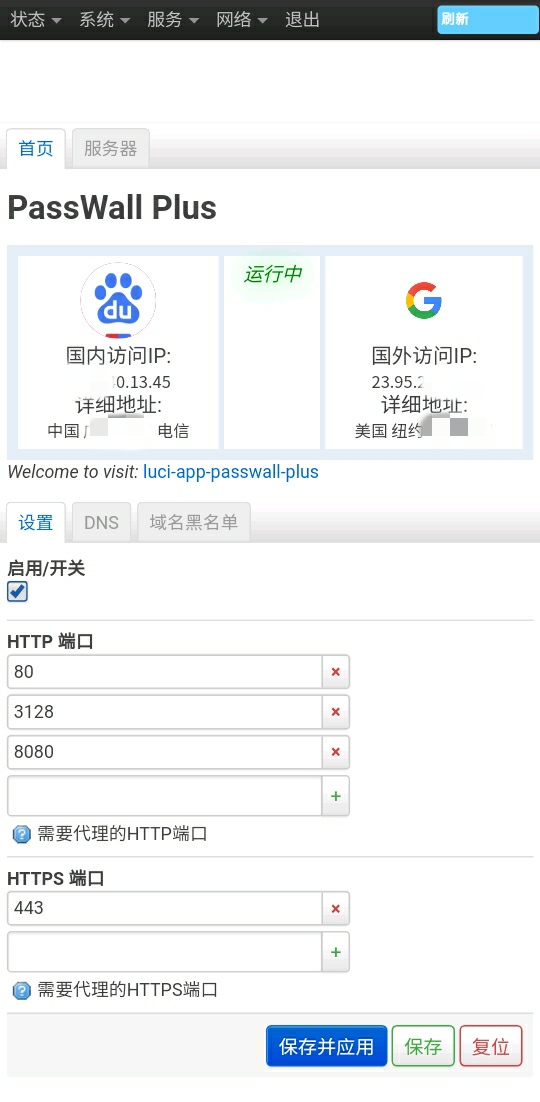 状态 系统 服务 网络 退出 刷新
首页 服务器
PassWall Plus
运行中
du
国内访问IP:
0.13.45
详细地址:
中国 电信
国外访问IP:
23.95.
详细地址:
美国 纽约
Welcome to visit: luci-app-passwall-plus
设置 DNS 域名黑名单
启用/开关
HTTP 端口
80 ×
3128 ×
8080 ×
+
? 需要代理的HTTP端口
HTTPS 端口
443 ×
+
? 需要代理的HTTPS端口
保存并应用 保存 复位